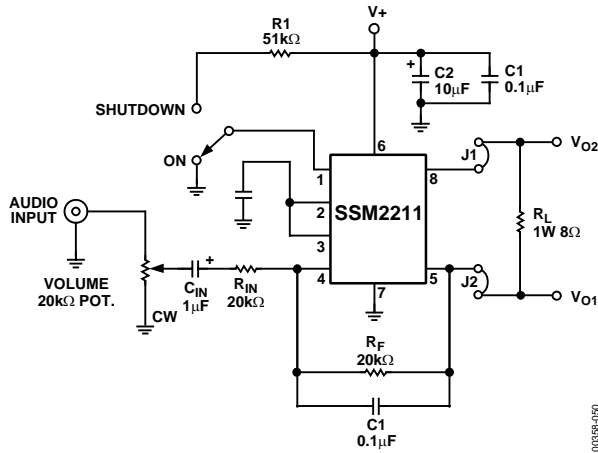 V+
R1
51kΩ
C2
10µF
C1
0.1µF
SHUTDOWN
ON
AUDIO
INPUT
VOLUME
20kΩ POT.
CW
CIN
1µF
RIN
20kΩ
+
+
1
2
3
4
5
6
7
8
SSM2211
J1
J2
VO2
RL
1W 8Ω
VO1
RF
20kΩ
C1
0.1µF
00358-050